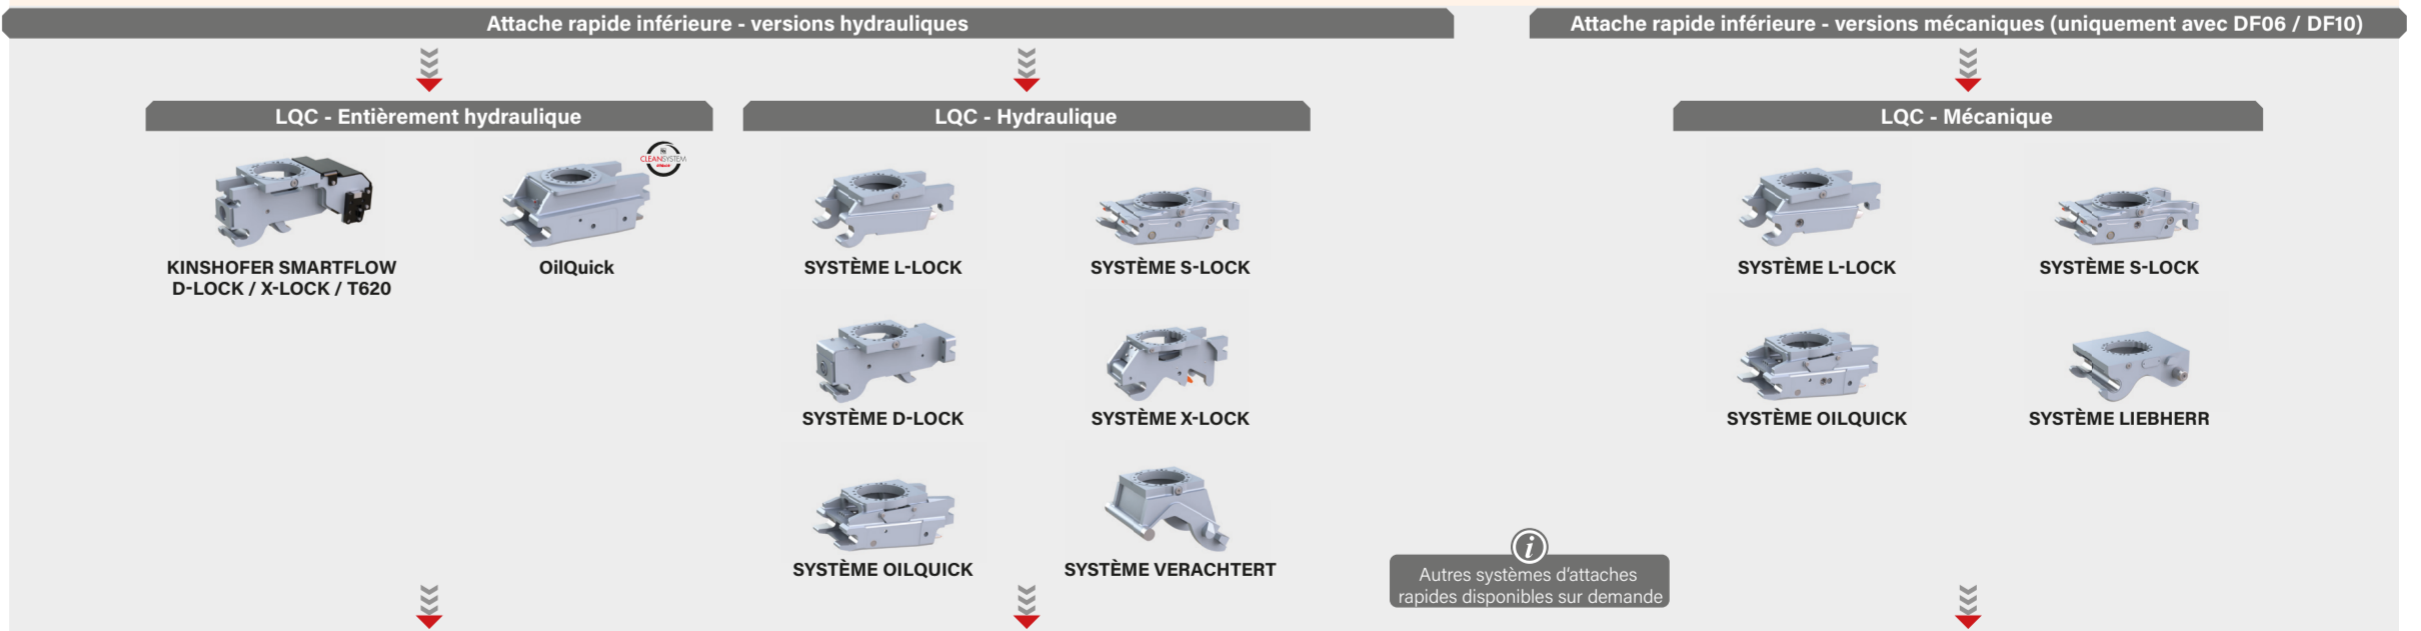 Attache rapide inférieure - versions hydrauliques
Attache rapide inférieure - versions mécaniques (uniquement avec DF06 / DF10)
LQC - Entièrement hydraulique
LQC - Hydraulique
LQC - Mécanique
CLEANSYSTEM
KINSHOFER SMARTFLOW
D-LOCK / X-LOCK / T620
OilQuick
SYSTÈME L-LOCK
SYSTÈME S-LOCK
SYSTÈME D-LOCK
SYSTÈME X-LOCK
SYSTÈME OILQUICK
SYSTÈME VERACHTERT
SYSTÈME L-LOCK
SYSTÈME S-LOCK
SYSTÈME OILQUICK
SYSTÈME LIEBHERR
i
Autres systèmes d'attaches
rapides disponibles sur demande